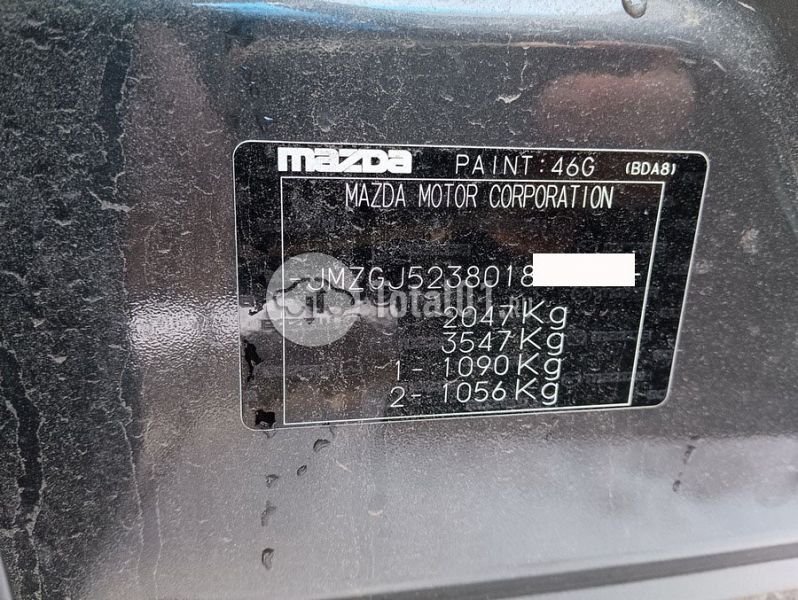 mazda PAINT:46G (BDA8)
MAZDA MOTOR CORPORATION
-JMZGJ5238018 -
2047Kg
3547Kg
1-1090Kg
2-1056Kg